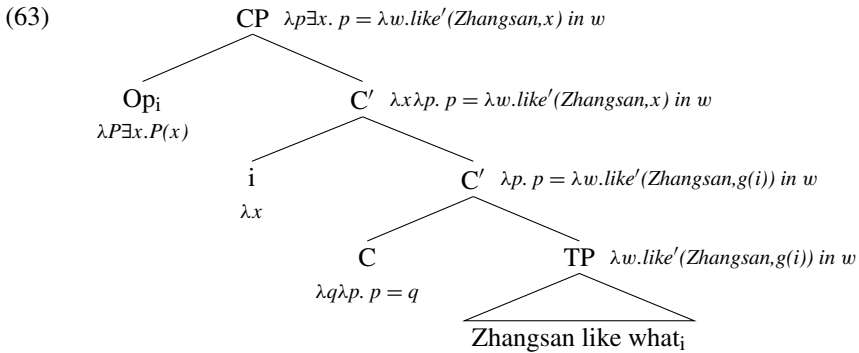 (63) CP λp∃x. p = λw.like′(Zhangsan,x) in w
Opᵢ C′ λxλp. p = λw.like′(Zhangsan,x) in w
λP∃x.P(x)
i C′ λp. p = λw.like′(Zhangsan,g(i)) in w
λx
C TP λw.like′(Zhangsan,g(i)) in w
λqλp. p = q
Zhangsan like whatᵢ